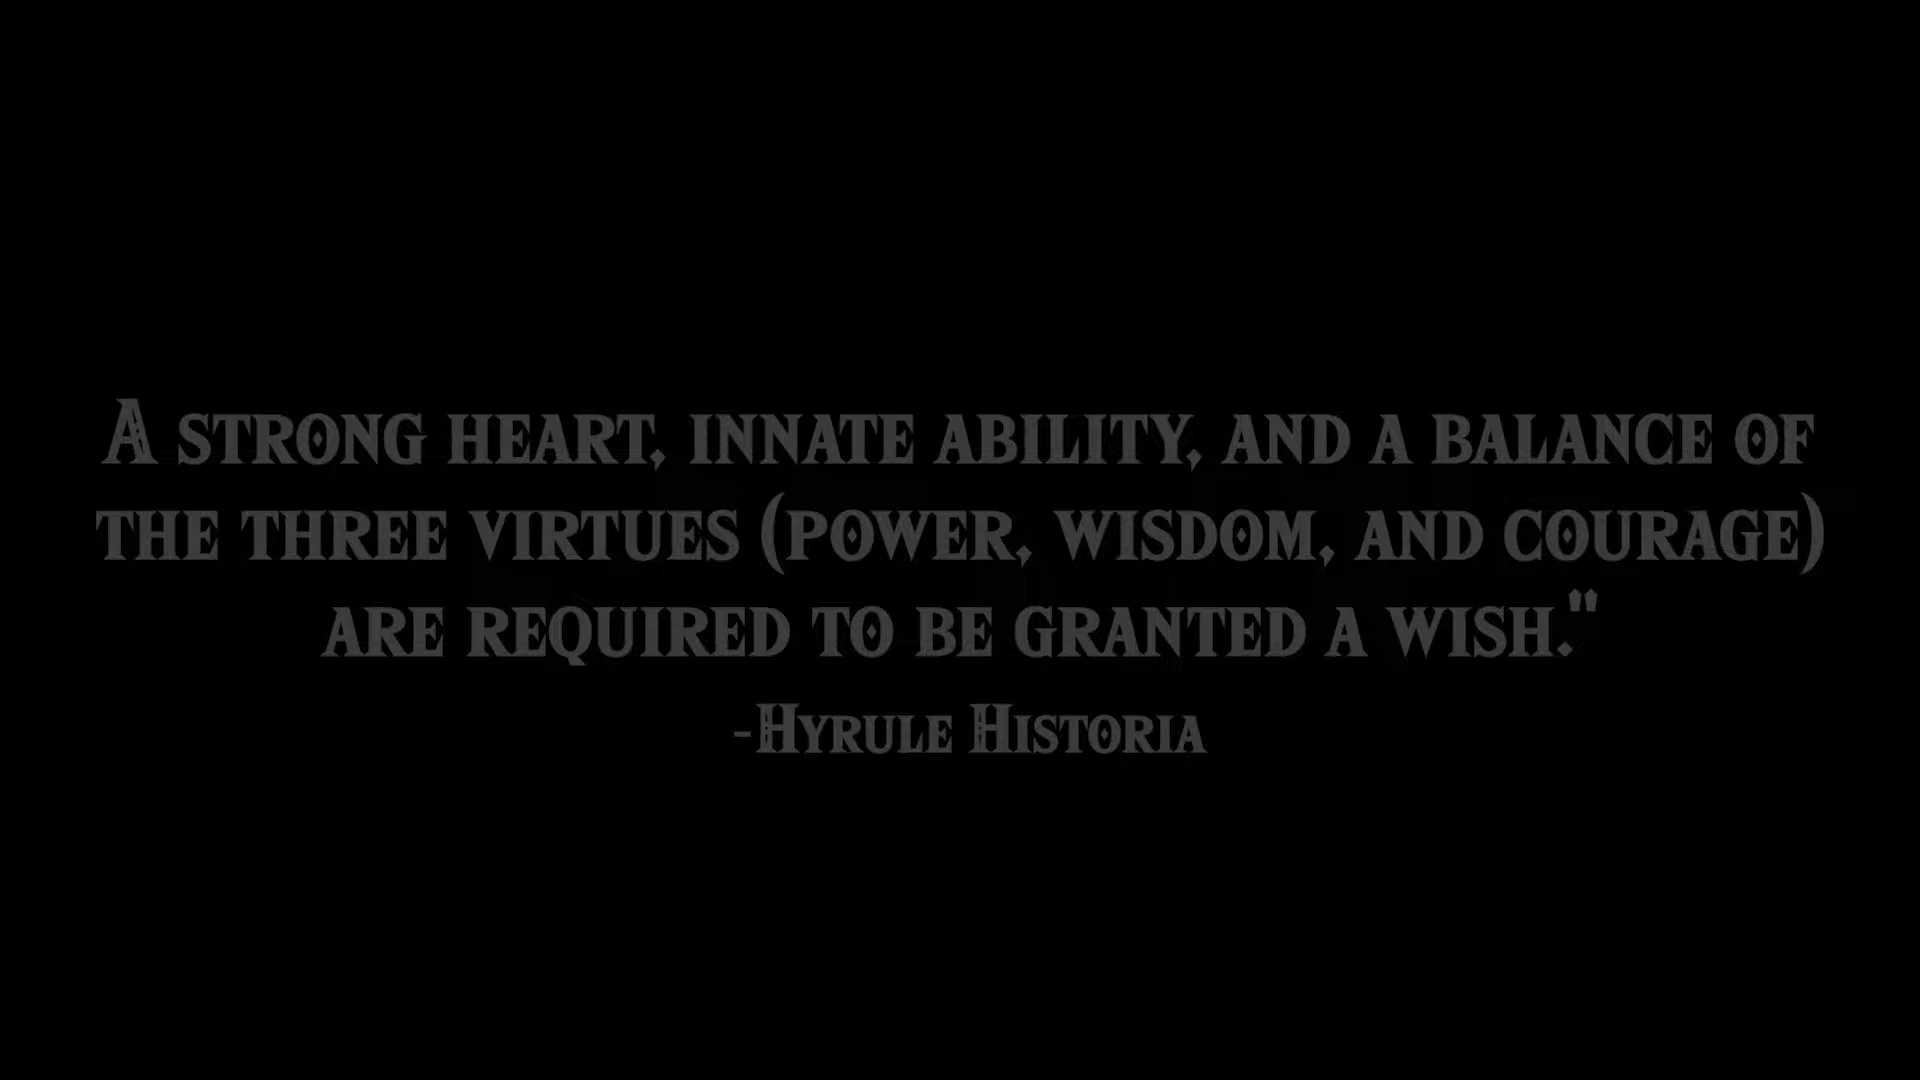 A strong heart, innate ability, and a balance of
the three virtues (power, wisdom, and courage)
are required to be granted a wish."
-Hyrule Historia